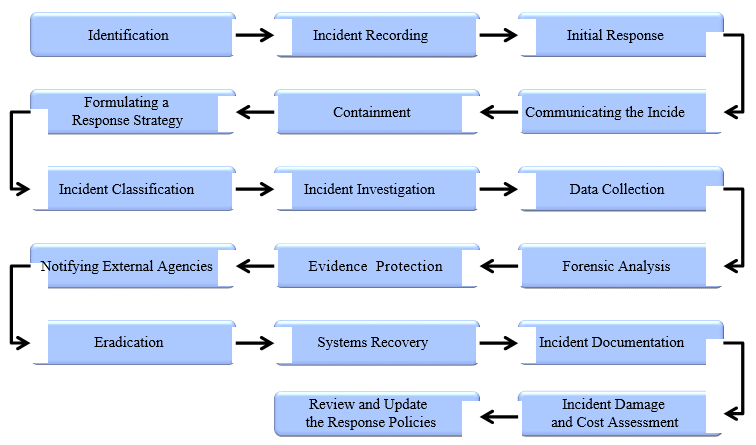 Identification
Incident Recording
Initial Response
Communicating the Incide
Containment
Formulating a
Response Strategy
Incident Classification
Incident Investigation
Data Collection
Forensic Analysis
Evidence Protection
Notifying External Agencies
Eradication
Systems Recovery
Incident Documentation
Incident Damage
and Cost Assessment
Review and Update
the Response Policies